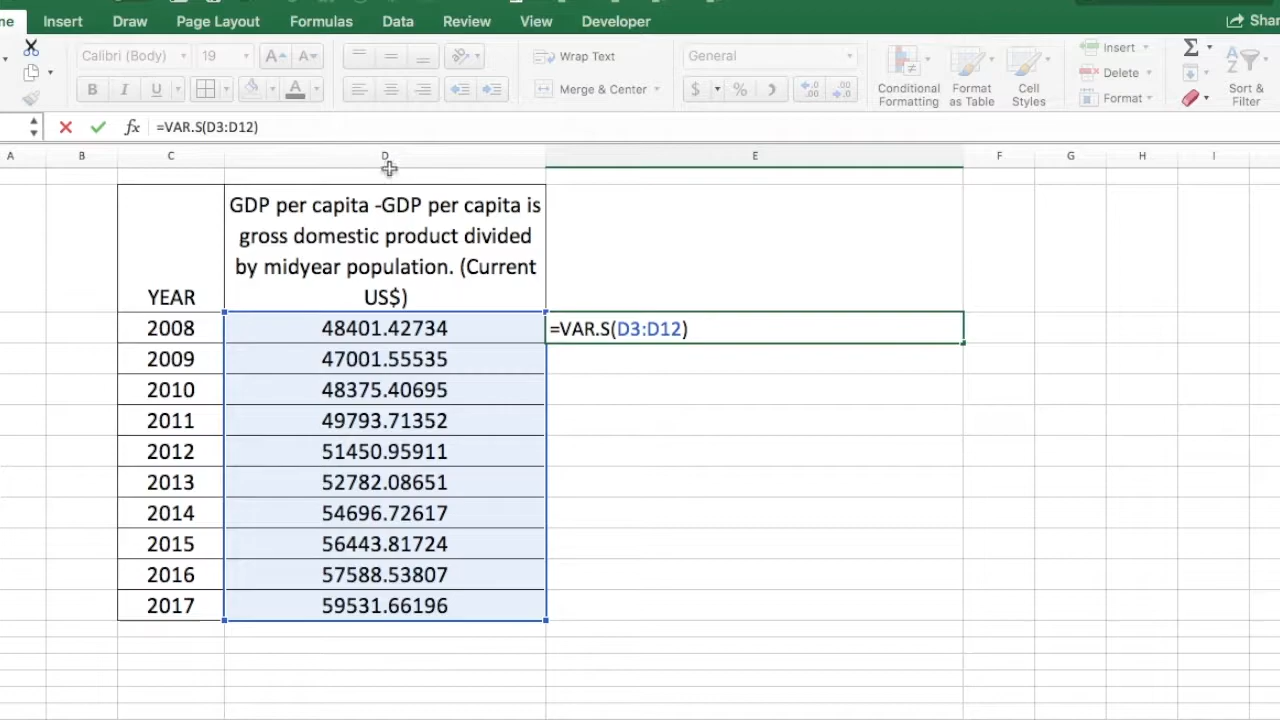 me Insert Draw Page Layout Formulas Data Review View Developer Shar
Calibri (Body) 19 A A Wrap Text General Insert Σ
B I U A Merge & Center $ % Conditional Formatting Format as Table Cell Styles Delete Format Sort & Filter
fx =VAR.S(D3:D12)
A B C D E F G H I
GDP per capita -GDP per capita is
gross domestic product divided
by midyear population. (Current
YEAR US$)
2008 48401.42734 =VAR.S(D3:D12)
2009 47001.55535
2010 48375.40695
2011 49793.71352
2012 51450.95911
2013 52782.08651
2014 54696.72617
2015 56443.81724
2016 57588.53807
2017 59531.66196